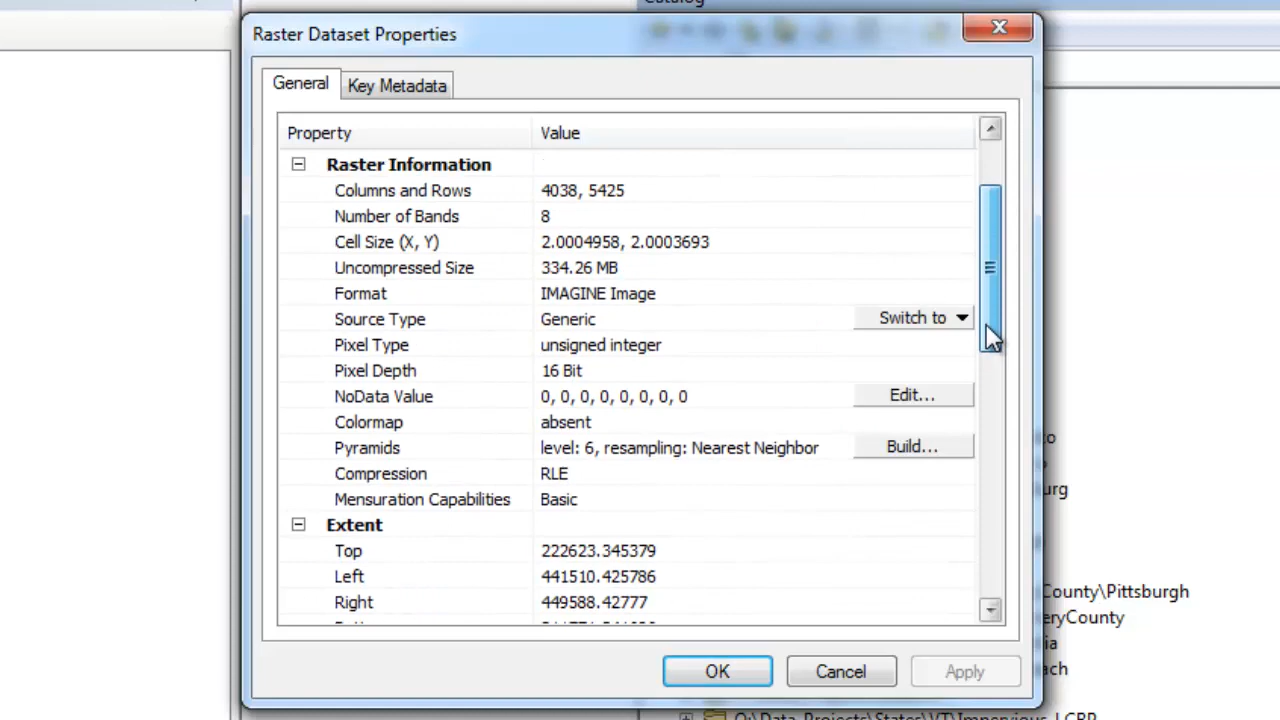 Catalog
Raster Dataset Properties
General
Key Metadata
Property Value
Raster Information
Columns and Rows 4038, 5425
Number of Bands 8
Cell Size (X, Y) 2.0004958, 2.0003693
Uncompressed Size 334.26 MB
Format IMAGINE Image
Source Type Generic Switch to
Pixel Type unsigned integer
Pixel Depth 16 Bit
NoData Value 0, 0, 0, 0, 0, 0, 0, 0 Edit...
Colormap absent
Pyramids level: 6, resampling: Nearest Neighbor Build...
Compression RLE
Mensuration Capabilities Basic
Extent
Top 222623.345379
Left 441510.425786
Right 449588.42777
to
urg
County\Pittsburgh
eryCounty
ia
ach
OK Cancel Apply